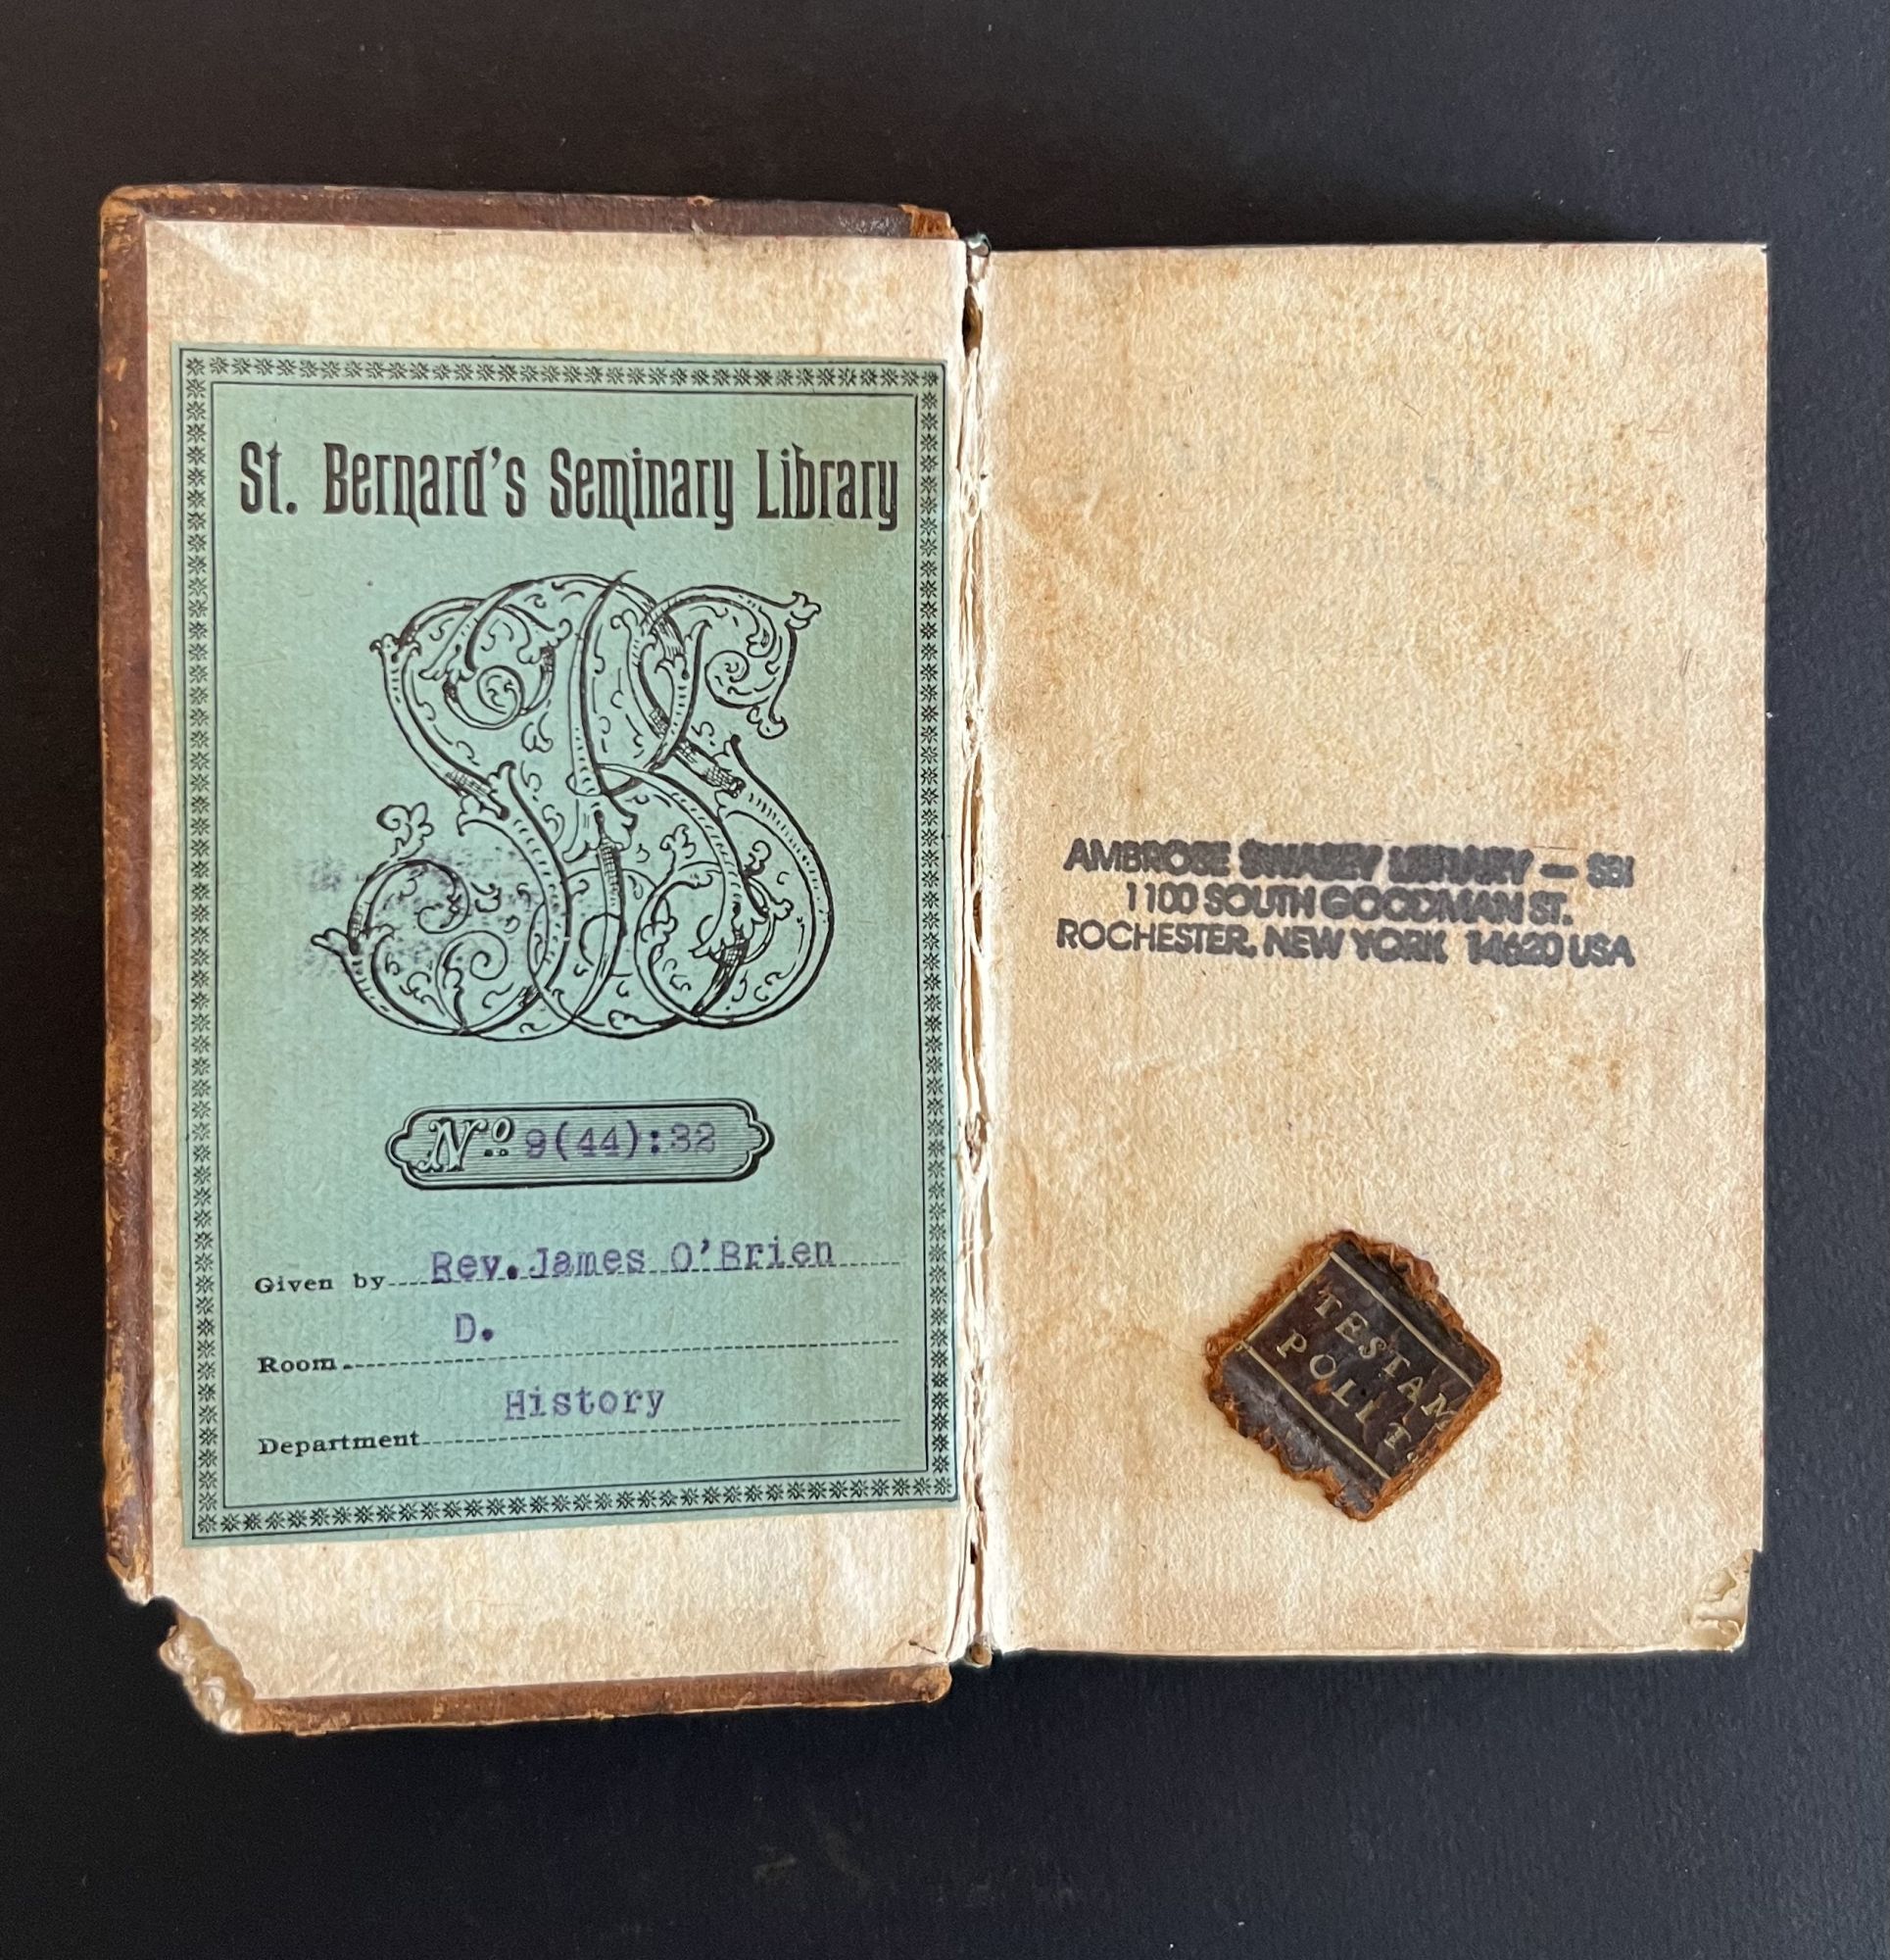 St. Bernard's Seminary Library
No 9(44):32
Given by Rev. James O'Brien
Room D.
Department History
AMBROSE SWASEY LIBRARY — SBI
1100 SOUTH GOODMAN ST.
ROCHESTER, NEW YORK 14620 USA
TESTAM
POLIT